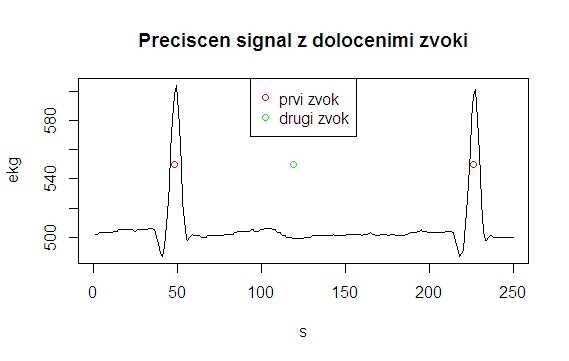 Preciscen signal z dolocenimi zvoki
prvi zvok
drugi zvok
ekg
580
540
500
0 50 100 150 200 250
s